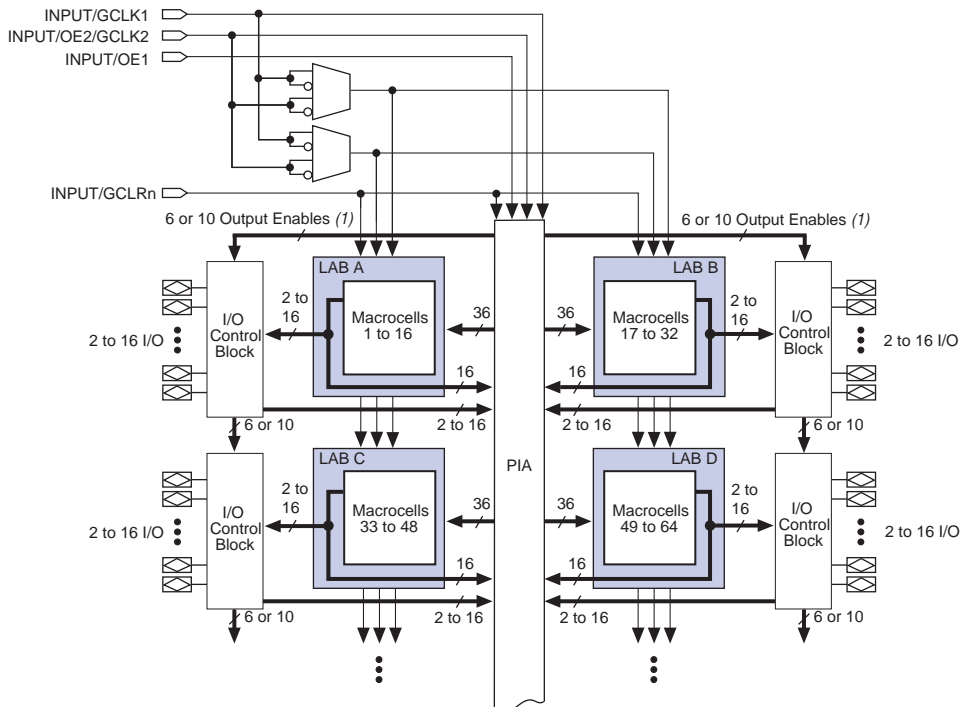 INPUT/GCLK1
INPUT/OE2/GCLK2
INPUT/OE1
INPUT/GCLRn
6 or 10 Output Enables (1)
6 or 10 Output Enables (1)
LAB A
LAB B
I/O
Control
Block
2 to
16
Macrocells
1 to 16
36
36
Macrocells
17 to 32
2 to
16
I/O
Control
Block
2 to 16 I/O
2 to 16 I/O
16
16
2 to 16
2 to 16
6 or 10
6 or 10
LAB C
PIA
LAB D
I/O
Control
Block
2 to
16
Macrocells
33 to 48
36
36
Macrocells
49 to 64
2 to
16
I/O
Control
Block
2 to 16 I/O
2 to 16 I/O
16
16
2 to 16
2 to 16
6 or 10
6 or 10